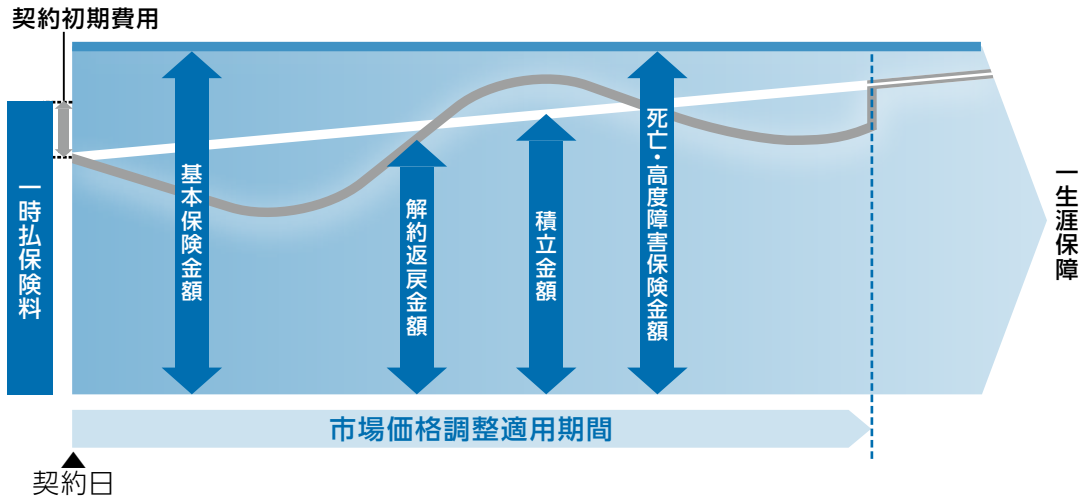 契約初期費用
一時払保険料
基本保険金額
解約返戻金額
積立金額
死亡・高度障害保険金額
一生涯保障
市場価格調整適用期間
契約日